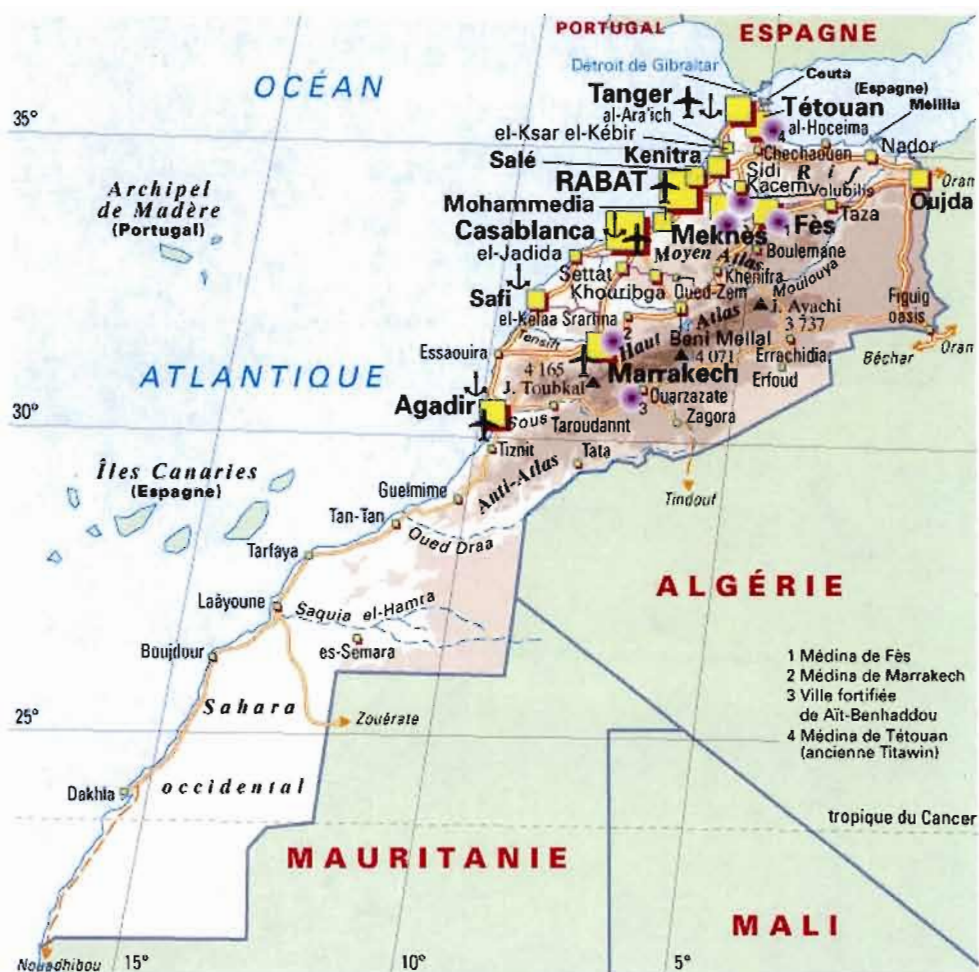 PORTUGAL
ESPAGNE
Détroit de Gibraltar
Ceuta
(Espagne)
Melilla
OCÉAN
ATLANTIQUE
35°
Tanger
Tétouan
4
al-Ara'ich
al-Hoceima
el-Ksar el-Kébir
Chechaouen
Nador
Salé
Kenitra
Sidi
Kacem
Rif
Oran
RABAT
Volubilis
Oujda
Archipel
de Madère
(Portugal)
Mohammedia
Taza
Casablanca
Meknès
1
Fès
el-Jadida
Moyen Atlas
Boulemane
Settat
Khenifra
Moulouya
Khouribga
Oued-Zem
Safi
J. Ayachi
3 737
Figuig
oasis
el-Kelaa Srarhna
2
Haut Atlas
Tensift
Beni Mellal
Essaouira
4 071
Errachidia
Béchar
Oran
4 165
J. Toubkal
Marrakech
Erfoud
Ouarzazate
3
Agadir
30°
Sous
Taroudannt
Zagora
Tiznit
Tata
Îles Canaries
(Espagne)
Anti-Atlas
Guelmime
Tindouf
Tan-Tan
Oued Draa
Tarfaya
ALGÉRIE
Laâyoune
Saquia el-Hamra
Boujdour
es-Semara
1 Médina de Fès
2 Médina de Marrakech
3 Ville fortifiée
de Aït-Benhaddou
4 Médina de Tétouan
(ancienne Titawin)
Sahara
occidental
Zouérate
25°
Dakhla
tropique du Cancer
MAURITANIE
MALI
Nouadhibou
15°
10°
5°